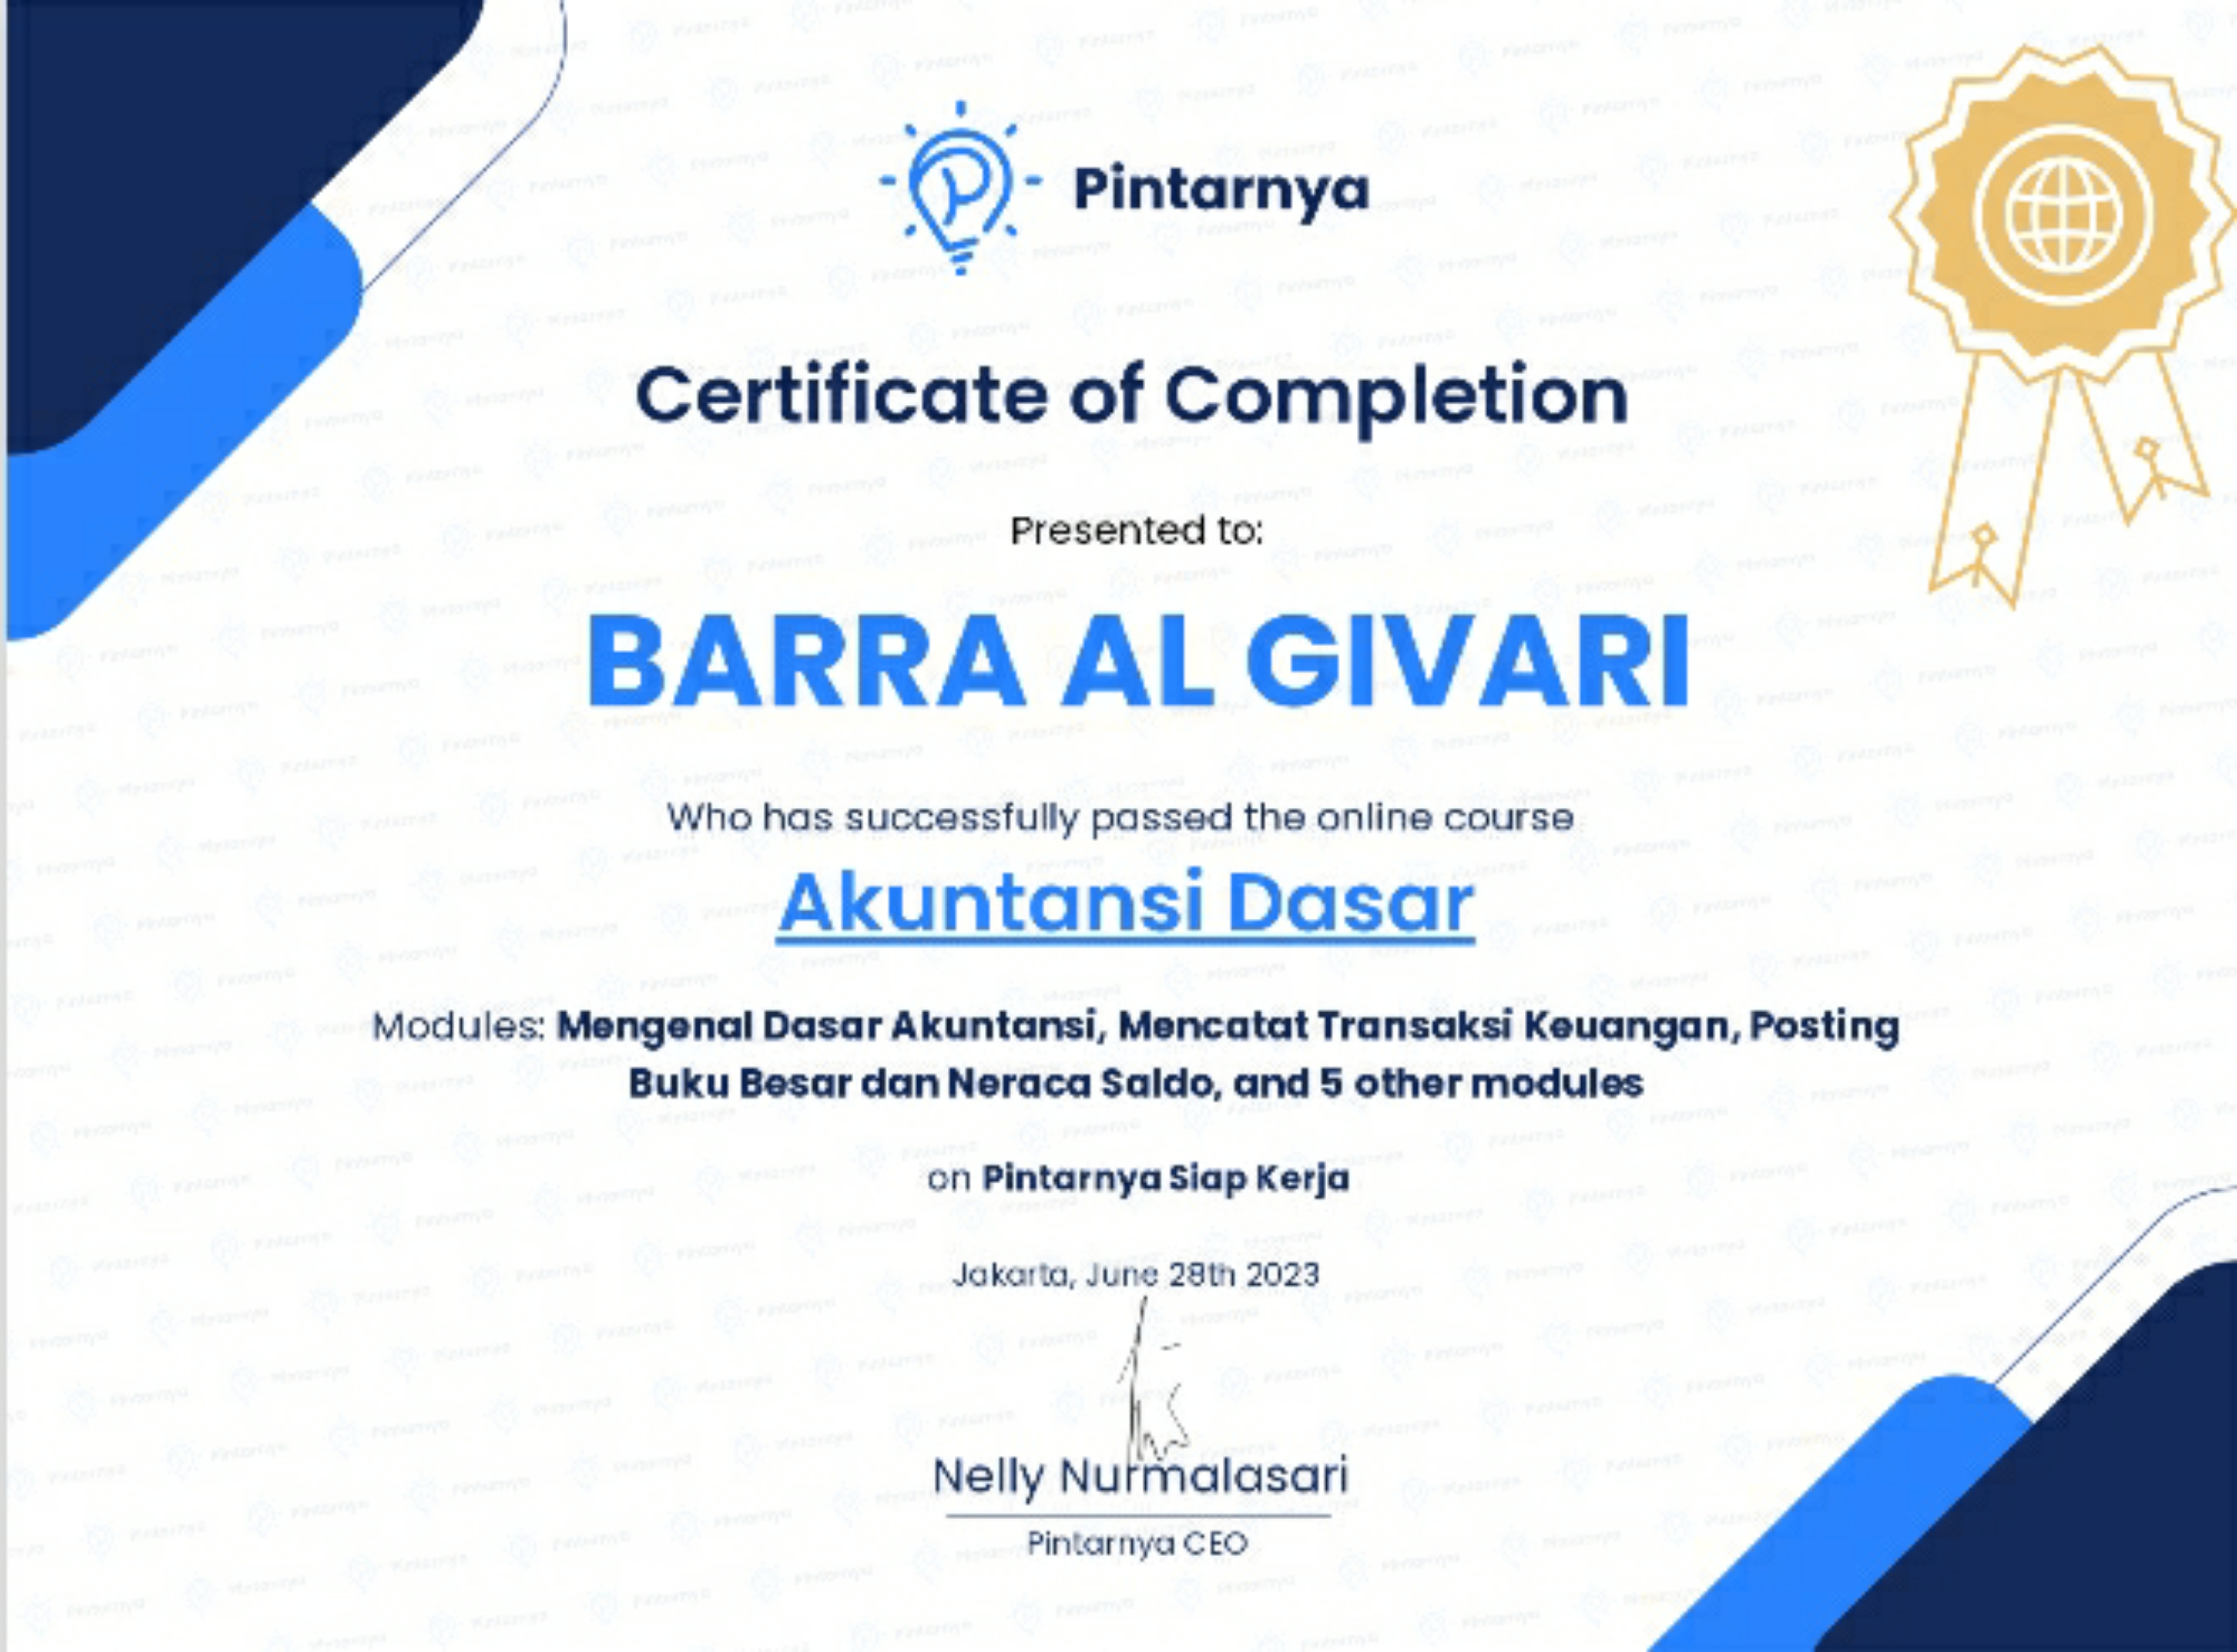 Pintarnya
Certificate of Completion
Presented to:
BARRA AL GIVARI
Who has successfully passed the online course
Akuntansi Dasar
Modules: Mengenal Dasar Akuntansi, Mencatat Transaksi Keuangan, Posting
Buku Besar dan Neraca Saldo, and 5 other modules
on Pintarnya Siap Kerja
Jakarta, June 28th 2023
Nelly Nurmalasari
Pintarnya CEO